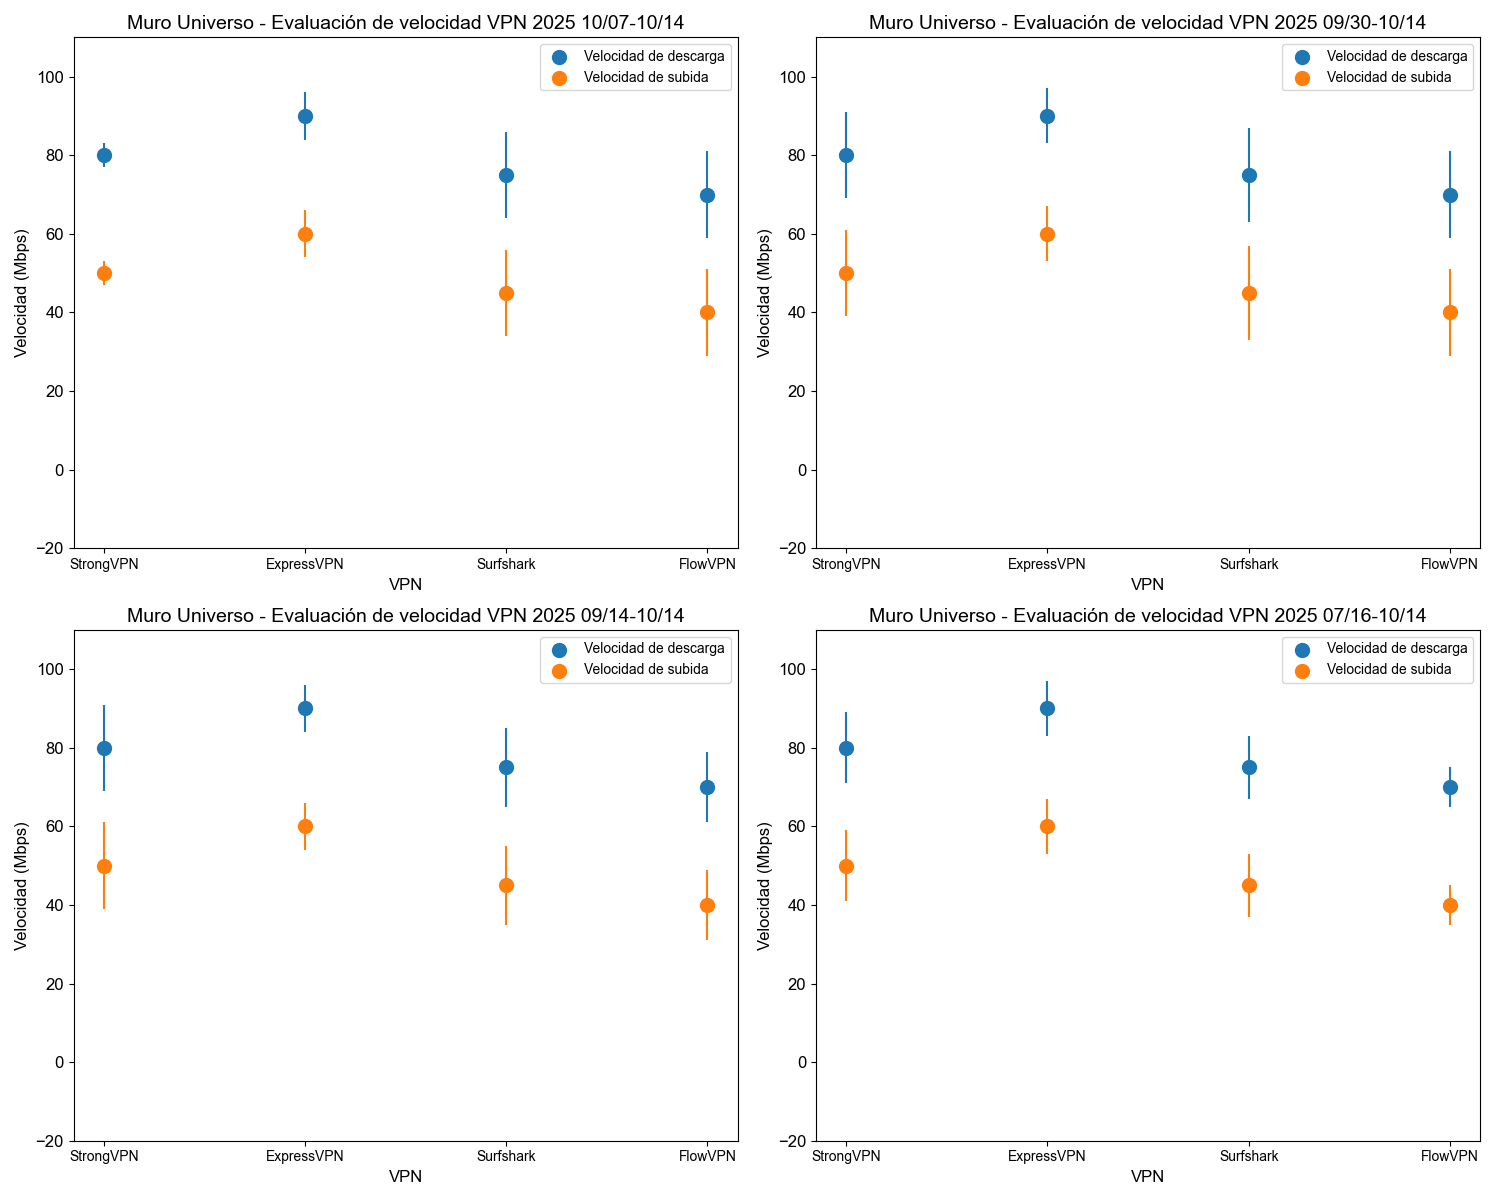 Muro Universo - Evaluación de velocidad VPN 2025 10/07-10/14
Velocidad de descarga
Velocidad de subida
100
80
60
40
20
0
−20
Velocidad (Mbps)
StrongVPN
ExpressVPN
Surfshark
FlowVPN
VPN
Muro Universo - Evaluación de velocidad VPN 2025 09/30-10/14
Velocidad de descarga
Velocidad de subida
100
80
60
40
20
0
−20
Velocidad (Mbps)
StrongVPN
ExpressVPN
Surfshark
FlowVPN
VPN
Muro Universo - Evaluación de velocidad VPN 2025 09/14-10/14
Velocidad de descarga
Velocidad de subida
100
80
60
40
20
0
−20
Velocidad (Mbps)
StrongVPN
ExpressVPN
Surfshark
FlowVPN
VPN
Muro Universo - Evaluación de velocidad VPN 2025 07/16-10/14
Velocidad de descarga
Velocidad de subida
100
80
60
40
20
0
−20
Velocidad (Mbps)
StrongVPN
ExpressVPN
Surfshark
FlowVPN
VPN